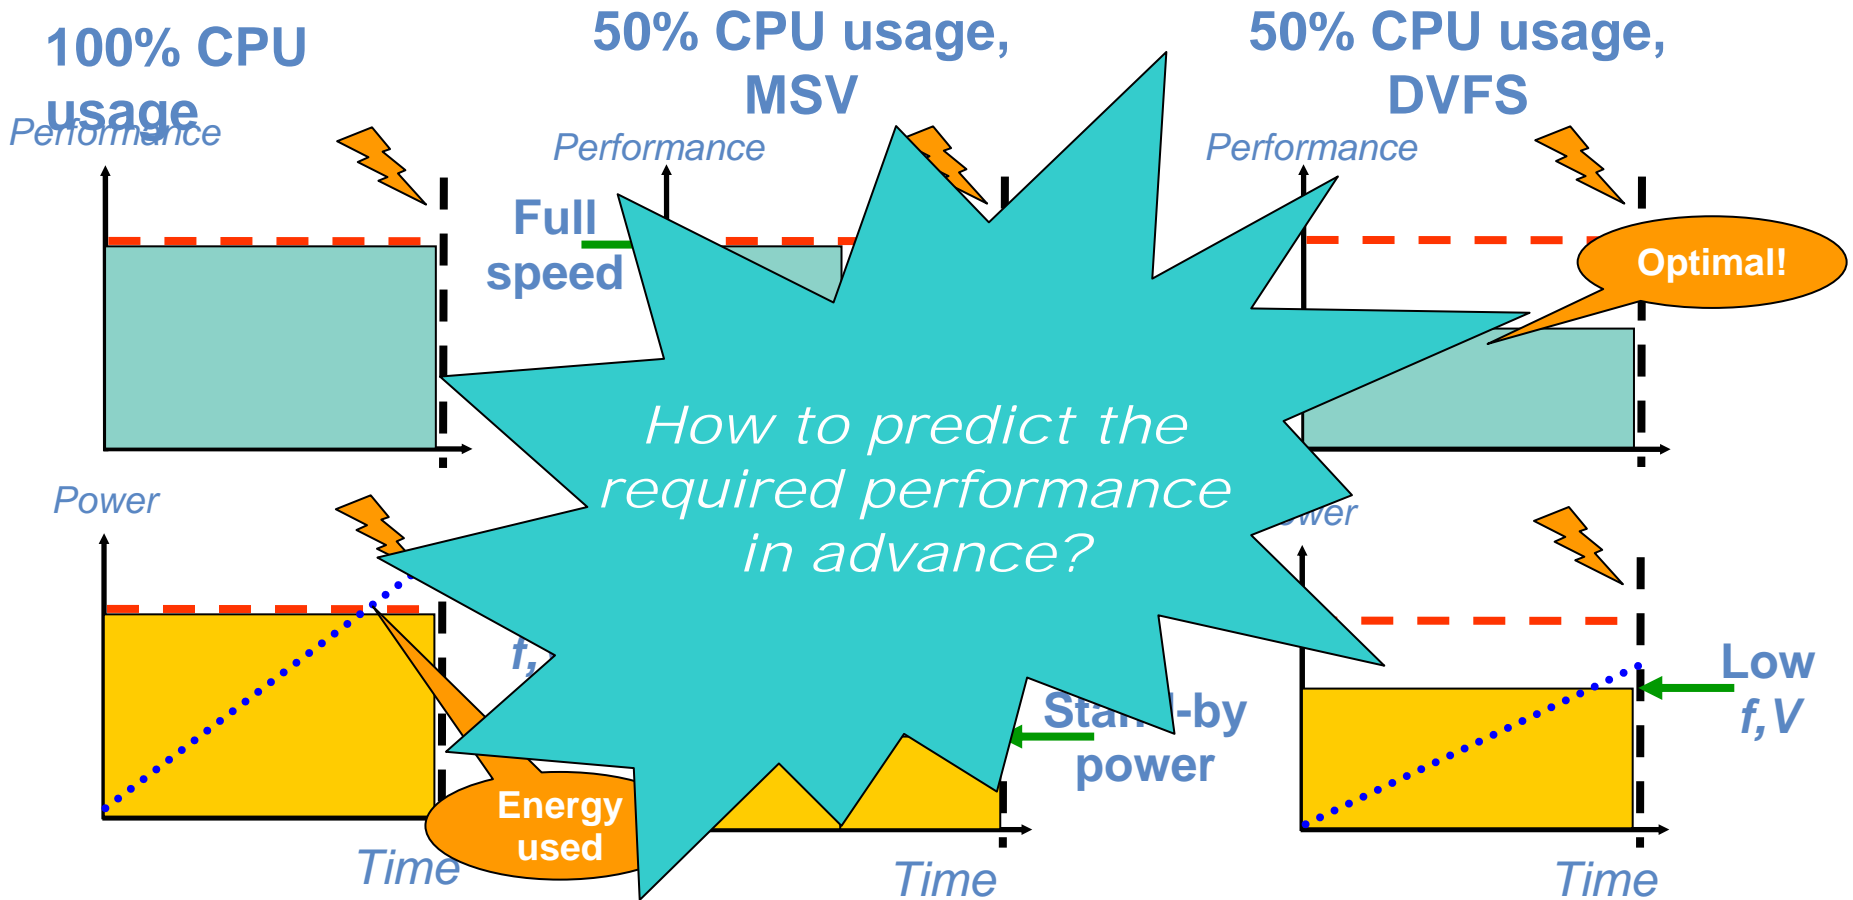 100% CPU
usage
50% CPU usage,
MSV
50% CPU usage,
DVFS
Performance
Performance
Performance
Full
speed
Optimal!
How to predict the
required performance
in advance?
Power
f,
Stand-by
power
Low
f,V
Energy
used
Time
Time
Time